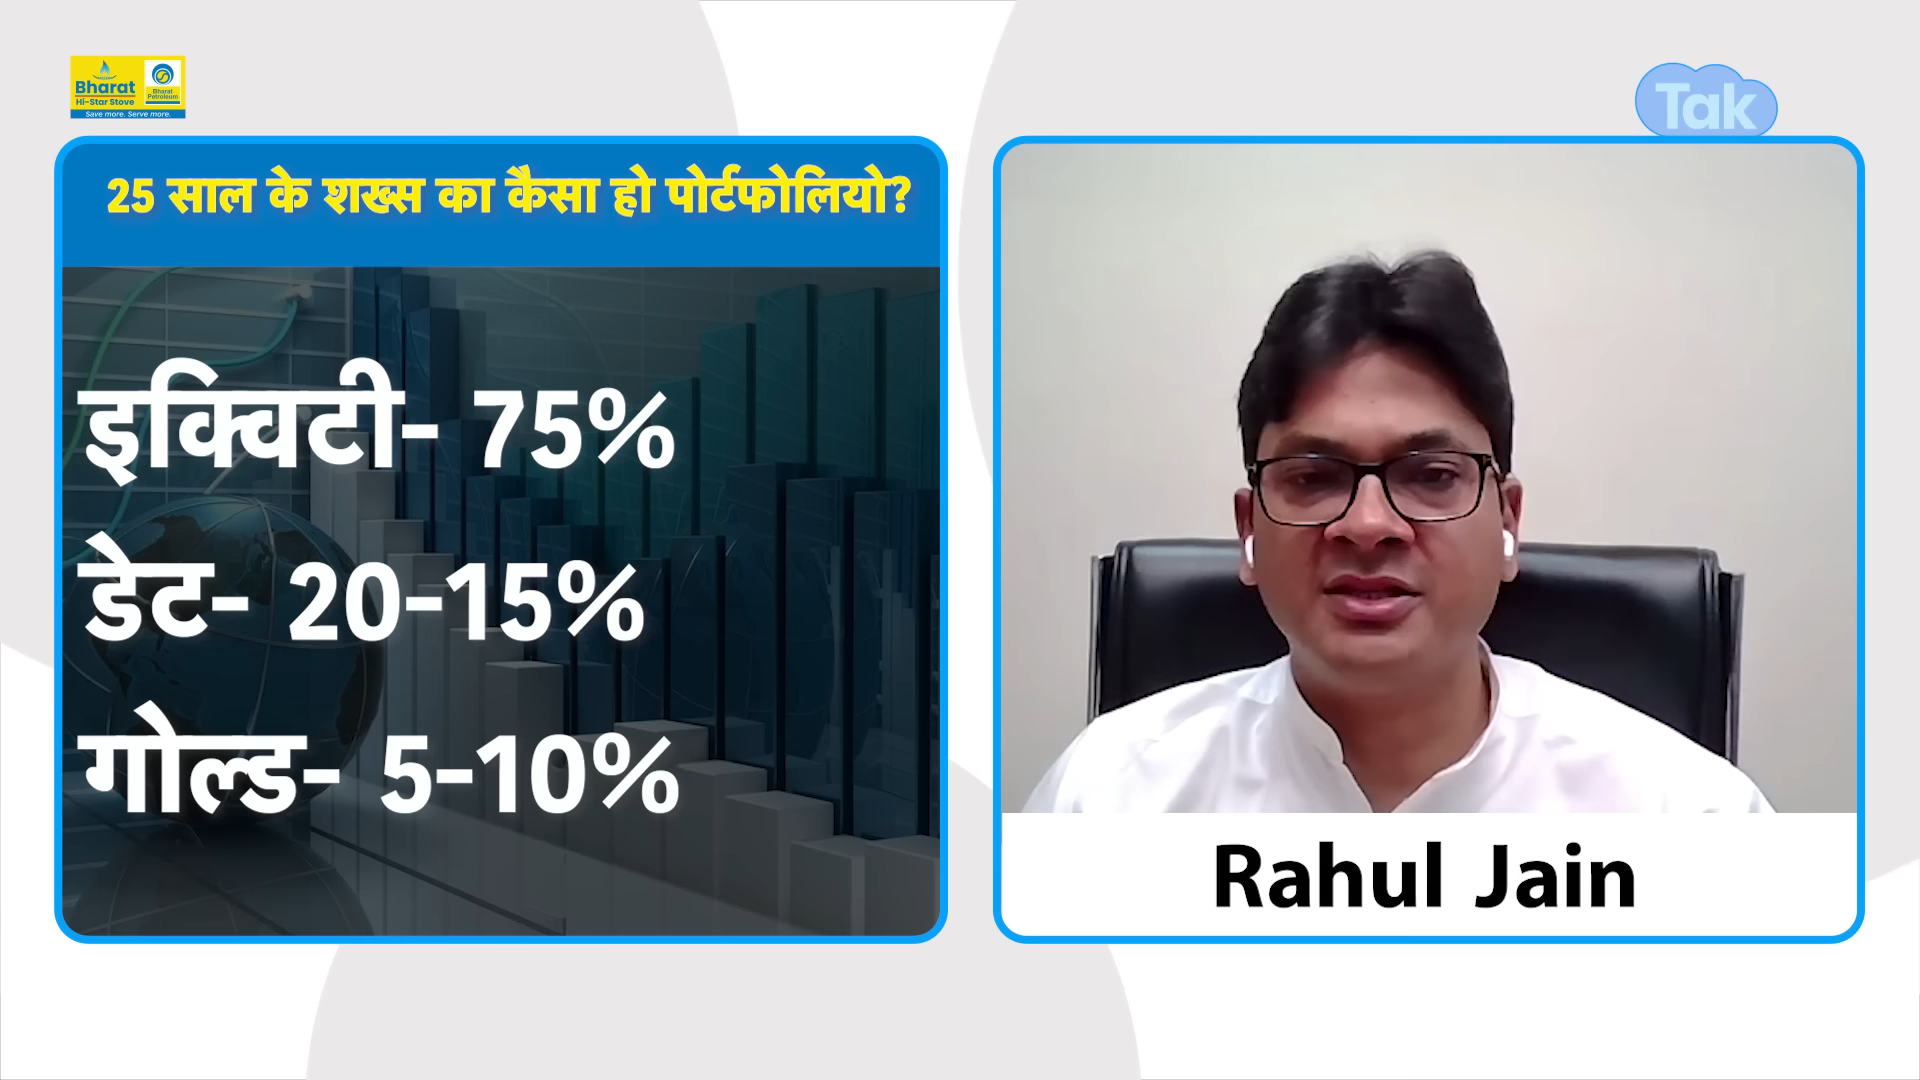 Bharat
Hi-Star Stove
Bharat
Petroleum
Save more. Serve more.
Tak
25 साल के शख्स का कैसा हो पोर्टफोलियो?
इक्विटी- 75%
डेट- 20-15%
गोल्ड- 5-10%
Rahul Jain